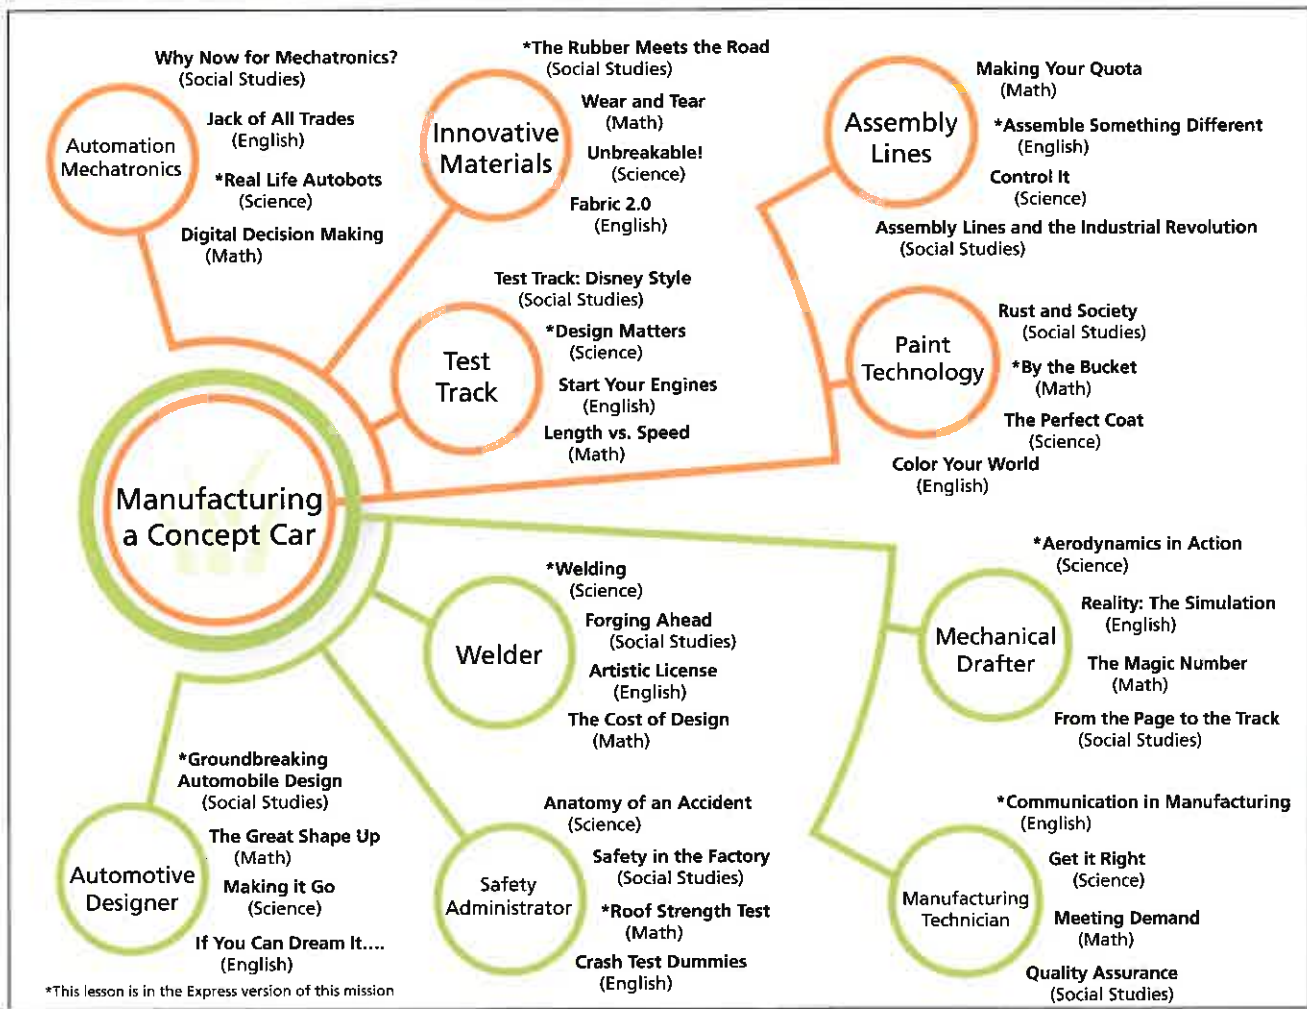 Why Now for Mechatronics?
(Social Studies)
Automation
Mechatronics
Jack of All Trades
(English)
*Real Life Autobots
(Science)
Digital Decision Making
(Math)
*The Rubber Meets the Road
(Social Studies)
Innovative
Materials
Wear and Tear
(Math)
Unbreakable!
(Science)
Fabric 2.0
(English)
Assembly
Lines
Making Your Quota
(Math)
*Assemble Something Different
(English)
Control It
(Science)
Assembly Lines and the Industrial Revolution
(Social Studies)
Test Track: Disney Style
(Social Studies)
Test
Track
*Design Matters
(Science)
Start Your Engines
(English)
Length vs. Speed
(Math)
Paint
Technology
Rust and Society
(Social Studies)
*By the Bucket
(Math)
The Perfect Coat
(Science)
Color Your World
(English)
Manufacturing
a Concept Car
*Welding
(Science)
Welder
Forging Ahead
(Social Studies)
Artistic License
(English)
The Cost of Design
(Math)
*Aerodynamics in Action
(Science)
Mechanical
Drafter
Reality: The Simulation
(English)
The Magic Number
(Math)
From the Page to the Track
(Social Studies)
*Groundbreaking
Automobile Design
(Social Studies)
Automotive
Designer
The Great Shape Up
(Math)
Making it Go
(Science)
If You Can Dream It....
(English)
Anatomy of an Accident
(Science)
Safety
Administrator
Safety in the Factory
(Social Studies)
*Roof Strength Test
(Math)
Crash Test Dummies
(English)
*Communication in Manufacturing
(English)
Manufacturing
Technician
Get it Right
(Science)
Meeting Demand
(Math)
Quality Assurance
(Social Studies)
*This lesson is in the Express version of this mission